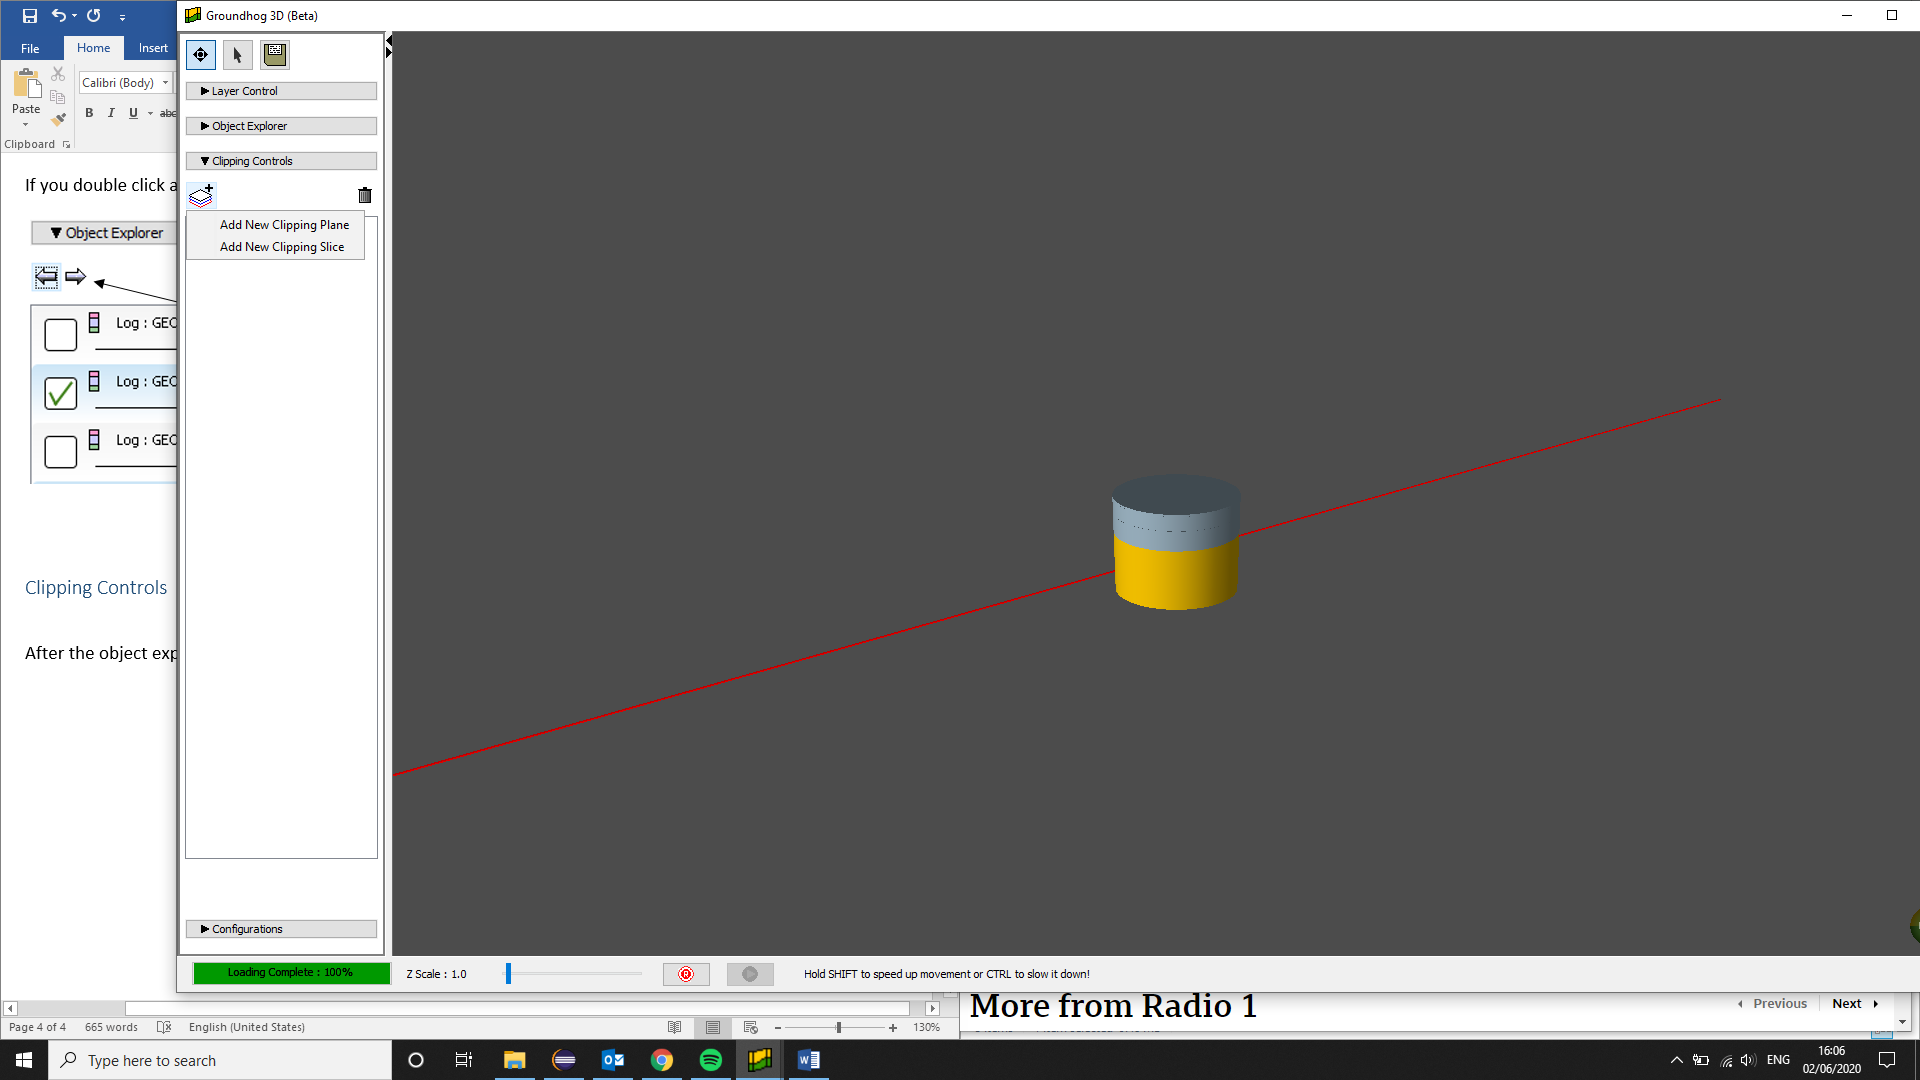 Groundhog 3D (Beta)
File
Home
Insert
Calibri (Body)
Paste
B I U abc
Clipboard
If you double click a
Object Explorer
Log : GEO
Log : GEO
Log : GEO
Clipping Controls
After the object exp
Layer Control
Object Explorer
Clipping Controls
Add New Clipping Plane
Add New Clipping Slice
Configurations
Loading Complete : 100%
Z Scale : 1.0
Hold SHIFT to speed up movement or CTRL to slow it down!
More from Radio 1
Previous
Next
Page 4 of 4
665 words
English (United States)
130%
Type here to search
ENG
16:06
02/06/2020